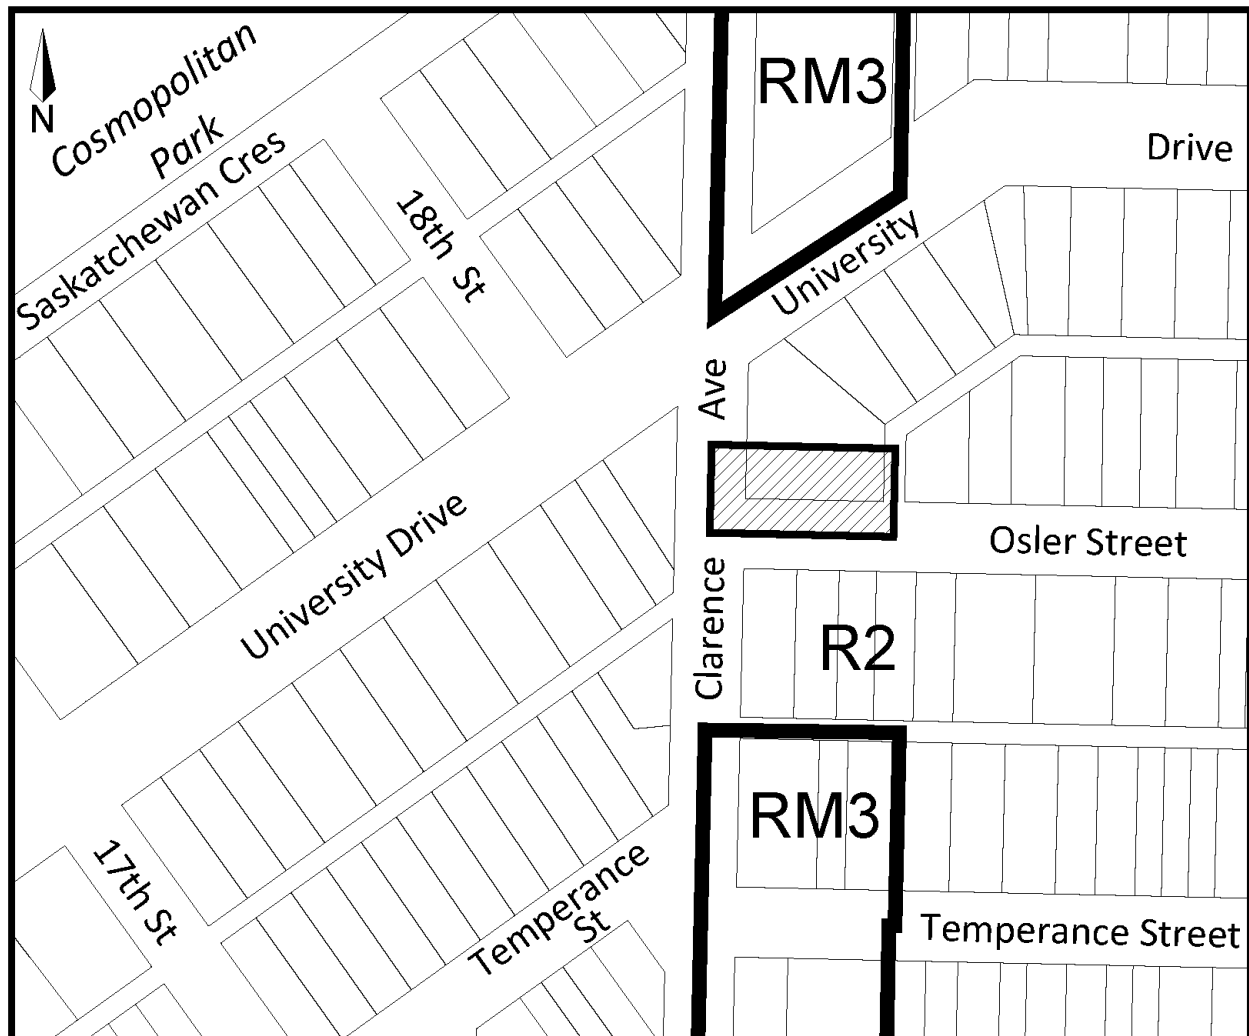 Cosmopolitan
Park
N
Saskatchewan Cres
18th St
RM3
Drive
University
Ave
University Drive
Osler Street
Clarence
R2
RM3
17th St
Temperance
St
Temperance Street